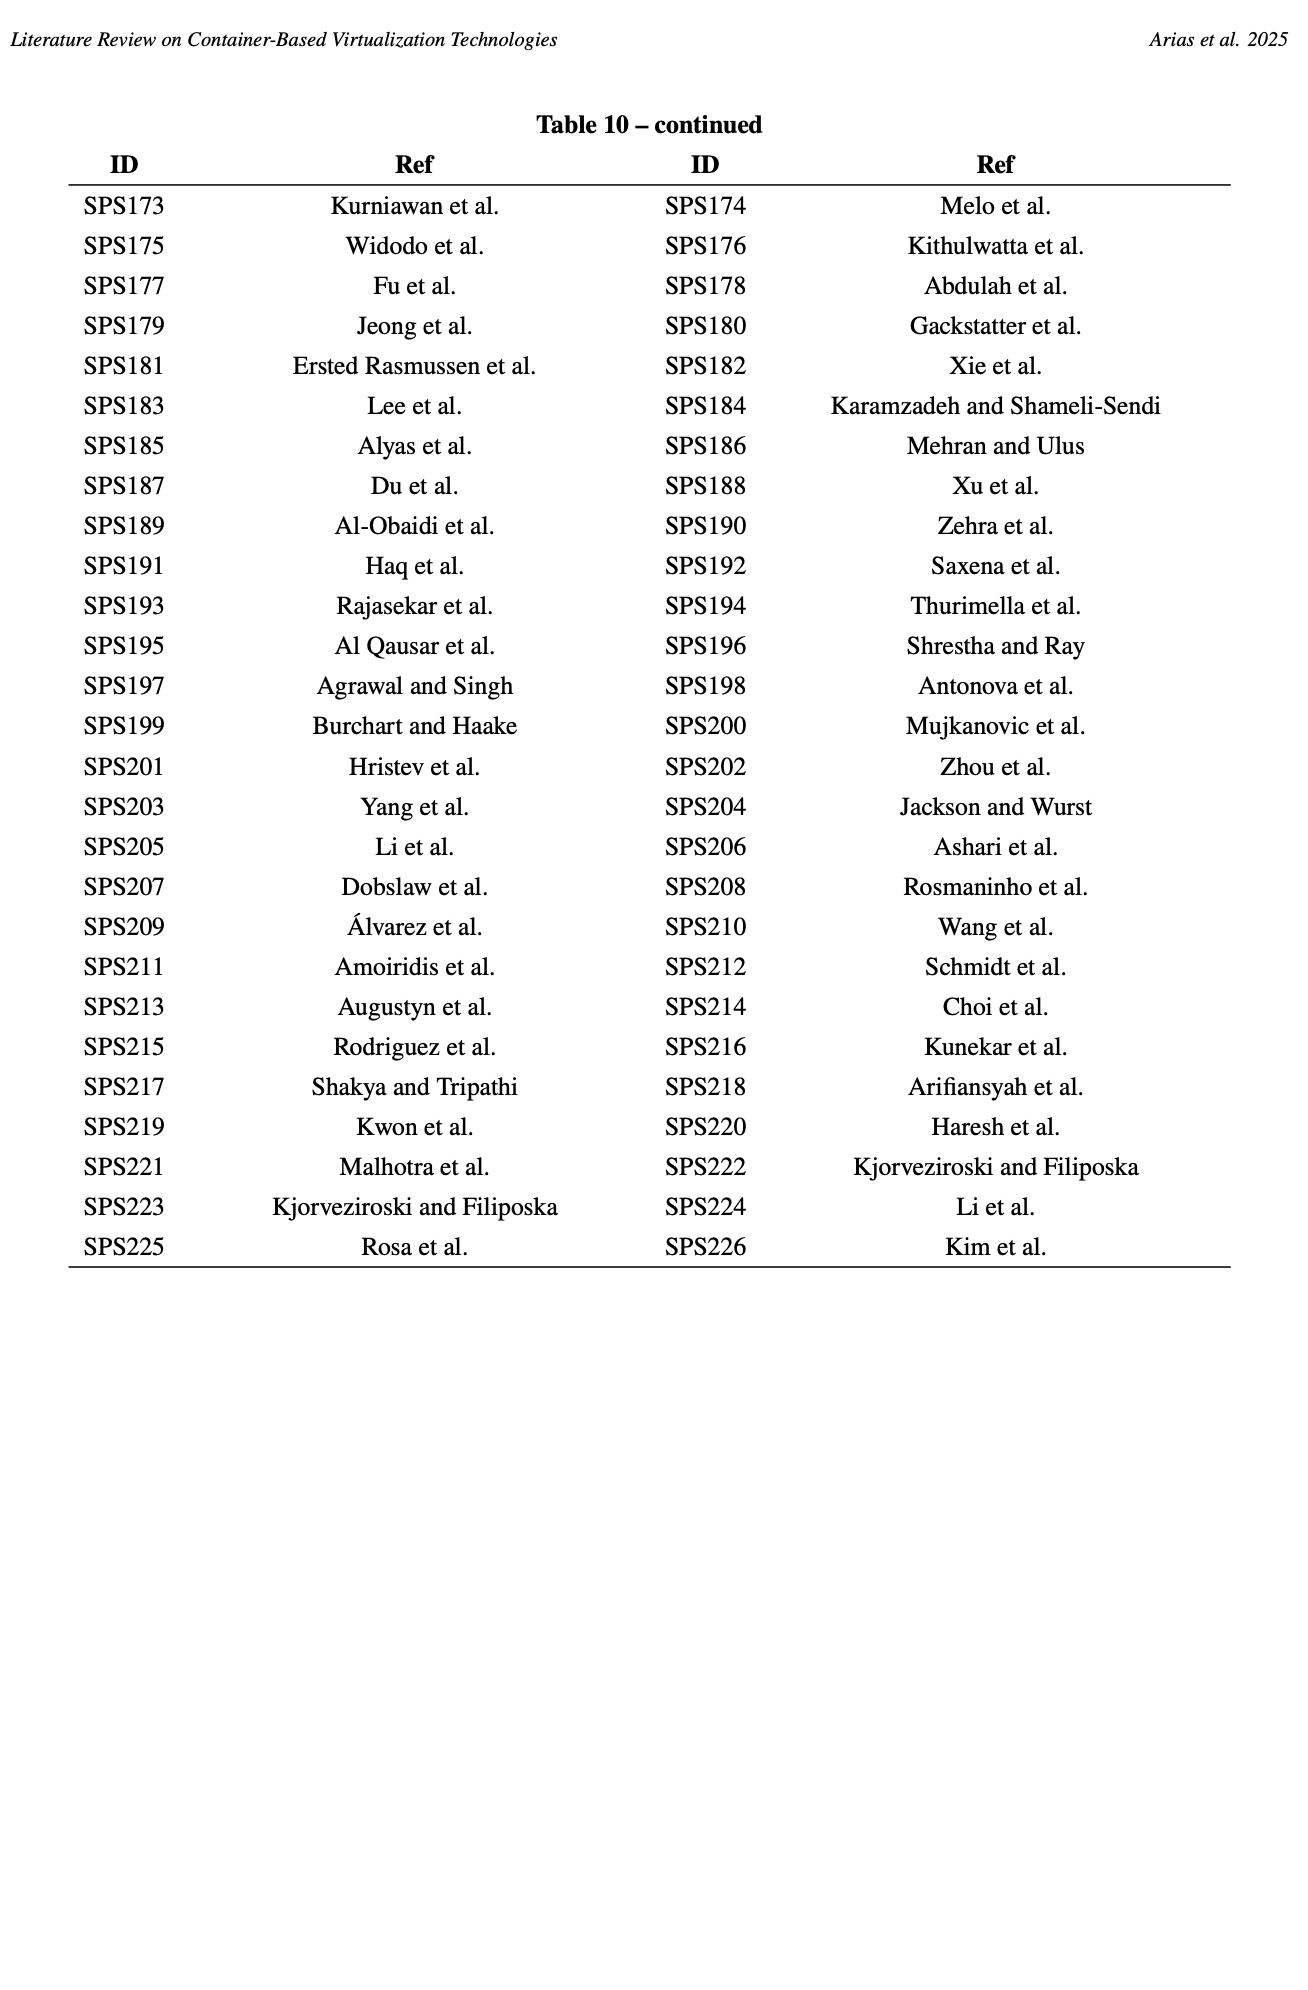 Literature Review on Container-Based Virtualization Technologies Arias et al. 2025
Table 10 – continued
ID Ref ID Ref
SPS173 Kurniawan et al. SPS174 Melo et al.
SPS175 Widodo et al. SPS176 Kithulwatta et al.
SPS177 Fu et al. SPS178 Abdulah et al.
SPS179 Jeong et al. SPS180 Gackstatter et al.
SPS181 Ersted Rasmussen et al. SPS182 Xie et al.
SPS183 Lee et al. SPS184 Karamzadeh and Shameli-Sendi
SPS185 Alyas et al. SPS186 Mehran and Ulus
SPS187 Du et al. SPS188 Xu et al.
SPS189 Al-Obaidi et al. SPS190 Zehra et al.
SPS191 Haq et al. SPS192 Saxena et al.
SPS193 Rajasekar et al. SPS194 Thurimella et al.
SPS195 Al Qausar et al. SPS196 Shrestha and Ray
SPS197 Agrawal and Singh SPS198 Antonova et al.
SPS199 Burchart and Haake SPS200 Mujkanovic et al.
SPS201 Hristev et al. SPS202 Zhou et al.
SPS203 Yang et al. SPS204 Jackson and Wurst
SPS205 Li et al. SPS206 Ashari et al.
SPS207 Dobslaw et al. SPS208 Rosmaninho et al.
SPS209 Álvarez et al. SPS210 Wang et al.
SPS211 Amoiridis et al. SPS212 Schmidt et al.
SPS213 Augustyn et al. SPS214 Choi et al.
SPS215 Rodriguez et al. SPS216 Kunekar et al.
SPS217 Shakya and Tripathi SPS218 Arifiansyah et al.
SPS219 Kwon et al. SPS220 Haresh et al.
SPS221 Malhotra et al. SPS222 Kjorveziroski and Filiposka
SPS223 Kjorveziroski and Filiposka SPS224 Li et al.
SPS225 Rosa et al. SPS226 Kim et al.